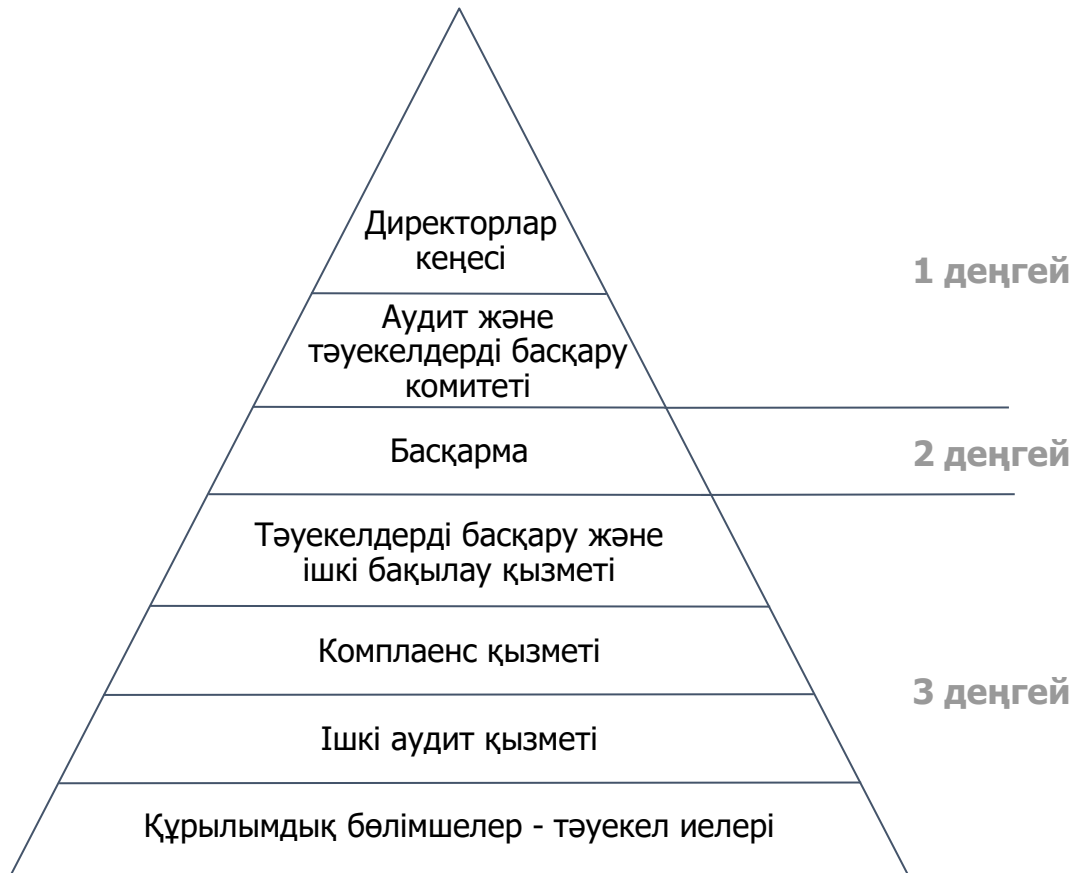 Директорлар
кеңесі
1 деңгей
Аудит және
тәуекелдерді басқару
комитеті
Басқарма
2 деңгей
Тәуекелдерді басқару және
ішкі бақылау қызметі
Комплаенс қызметі
3 деңгей
Ішкі аудит қызметі
Құрылымдық бөлімшелер - тәуекел иелері